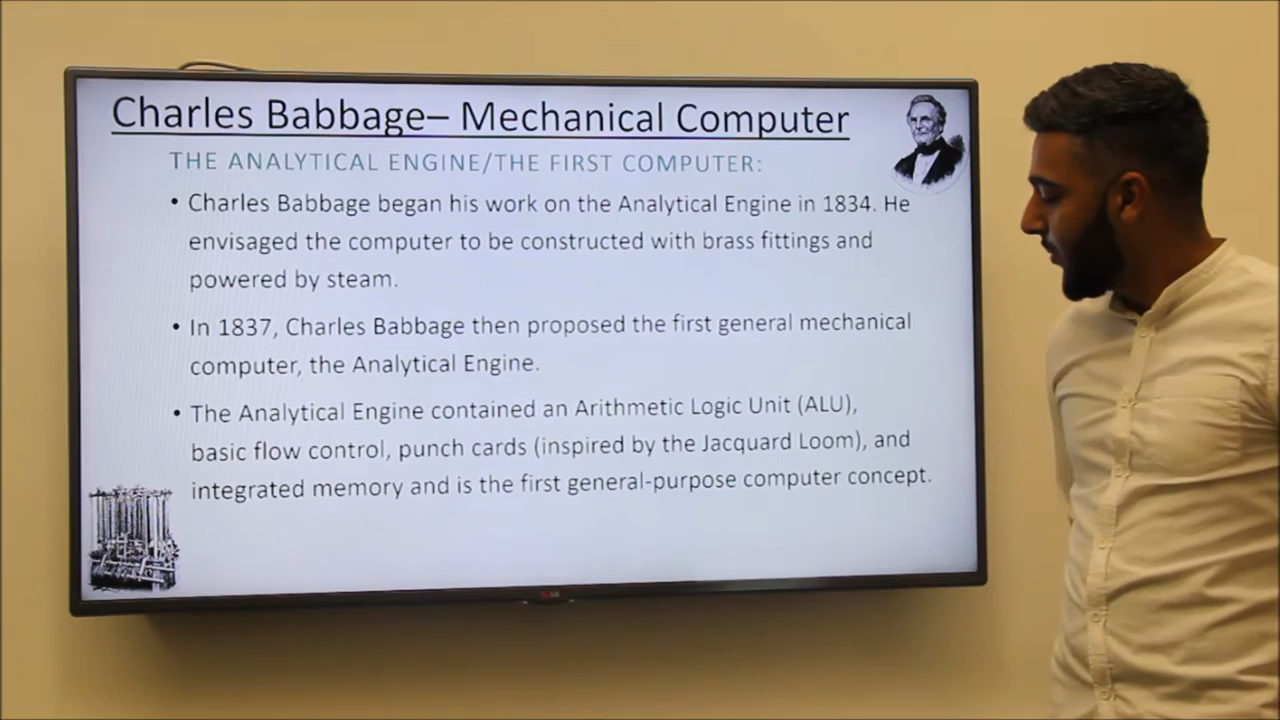 Charles Babbage– Mechanical Computer
THE ANALYTICAL ENGINE/THE FIRST COMPUTER:
• Charles Babbage began his work on the Analytical Engine in 1834. He
envisaged the computer to be constructed with brass fittings and
powered by steam.
• In 1837, Charles Babbage then proposed the first general mechanical
computer, the Analytical Engine.
• The Analytical Engine contained an Arithmetic Logic Unit (ALU),
basic flow control, punch cards (inspired by the Jacquard Loom), and
integrated memory and is the first general-purpose computer concept.
LG